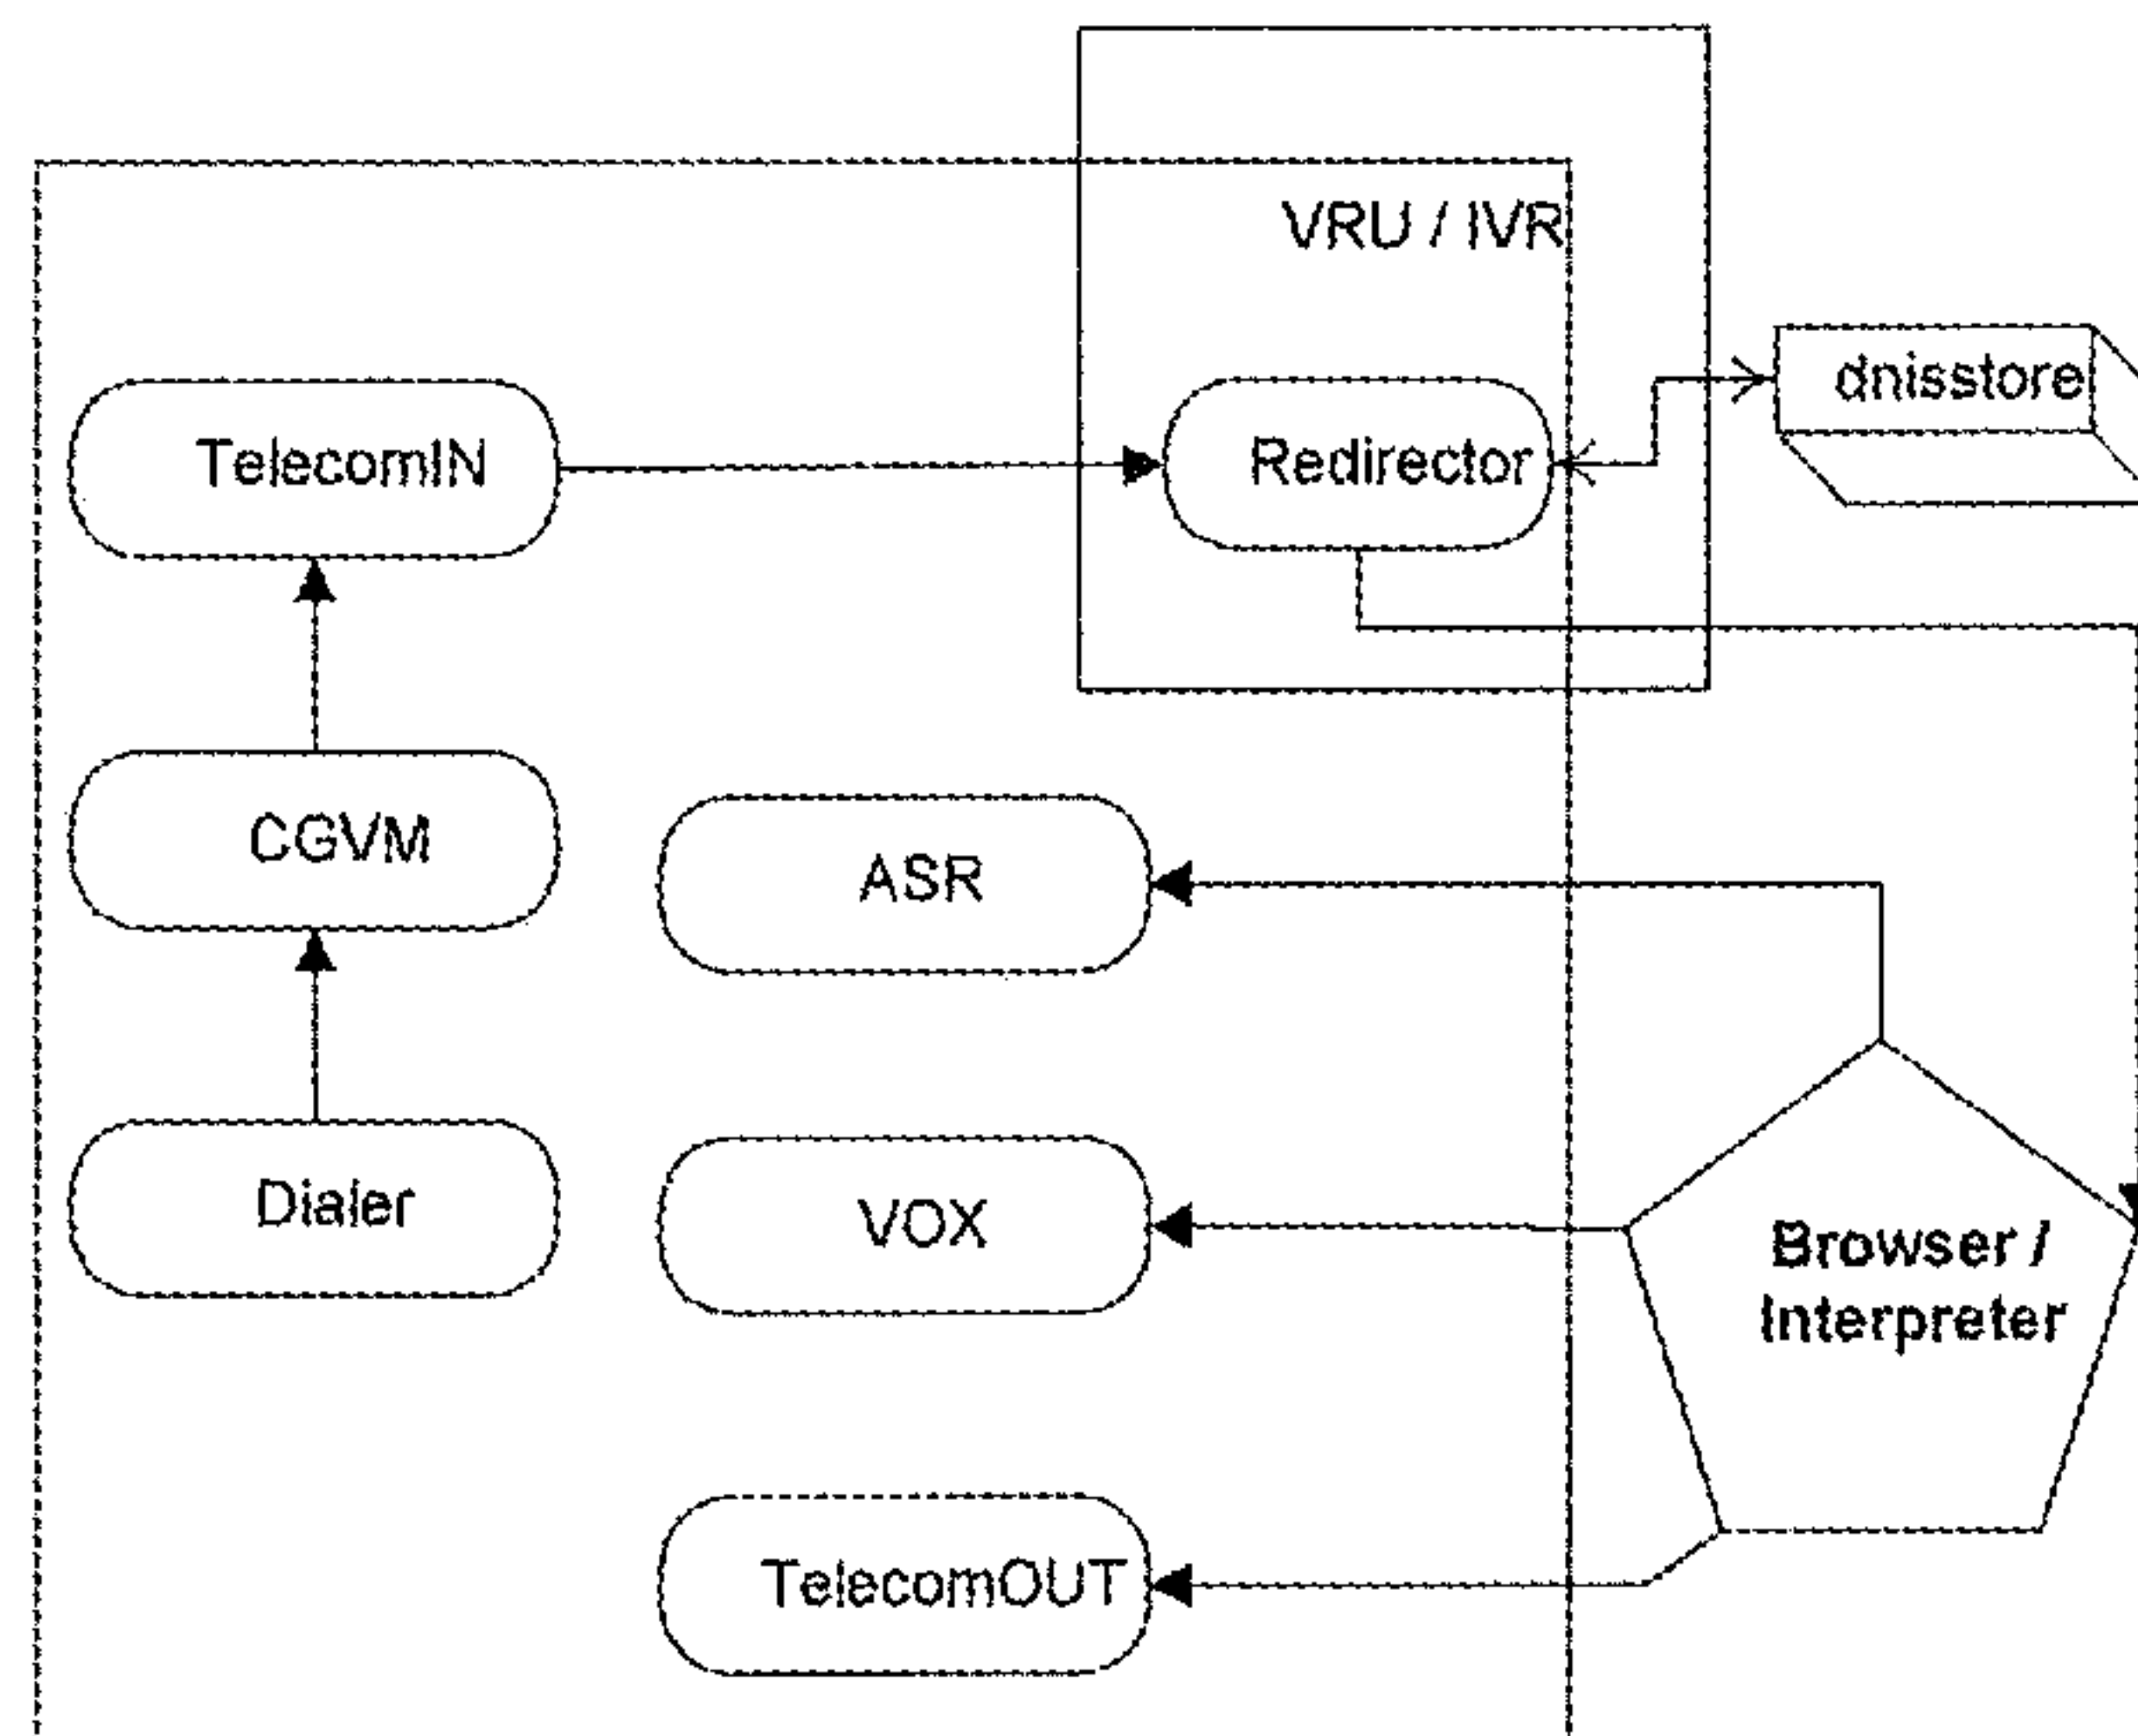 VRU / IVR
dnisstore
TelecomIN
Redirector
CGVM
ASR
Dialer
VOX
Browser /
Interpreter
TelecomOUT